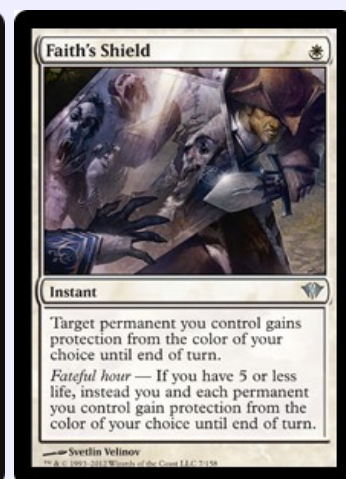 Faith's Shield
Instant
Target permanent you control gains
protection from the color of your
choice until end of turn.
Fateful hour — If you have 5 or less
life, instead you and each permanent
you control gain protection from the
color of your choice until end of turn.
Svetlin Velinov
™ & © 1993-2012 Wizards of the Coast LLC 7/158